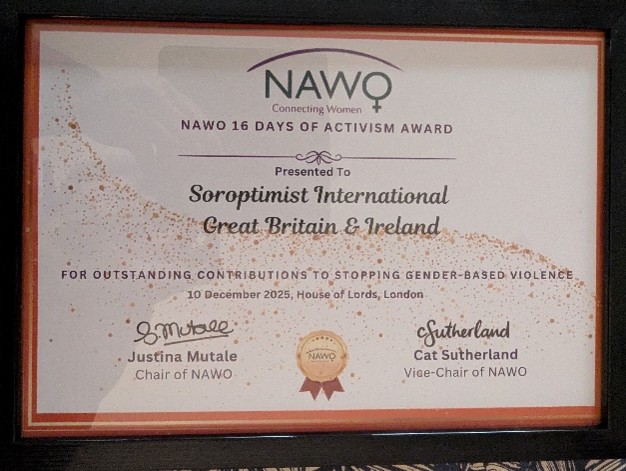 NAWO
Connecting Women
NAWO 16 DAYS OF ACTIVISM AWARD
Presented To
Soroptimist International
Great Britain & Ireland
FOR OUTSTANDING CONTRIBUTIONS TO STOPPING GENDER-BASED VIOLENCE
10 December 2025, House of Lords, London
S.Mutale
CSutherland
Justina Mutale
Cat Sutherland
Chair of NAWO
Vice-Chair of NAWO
NAWO